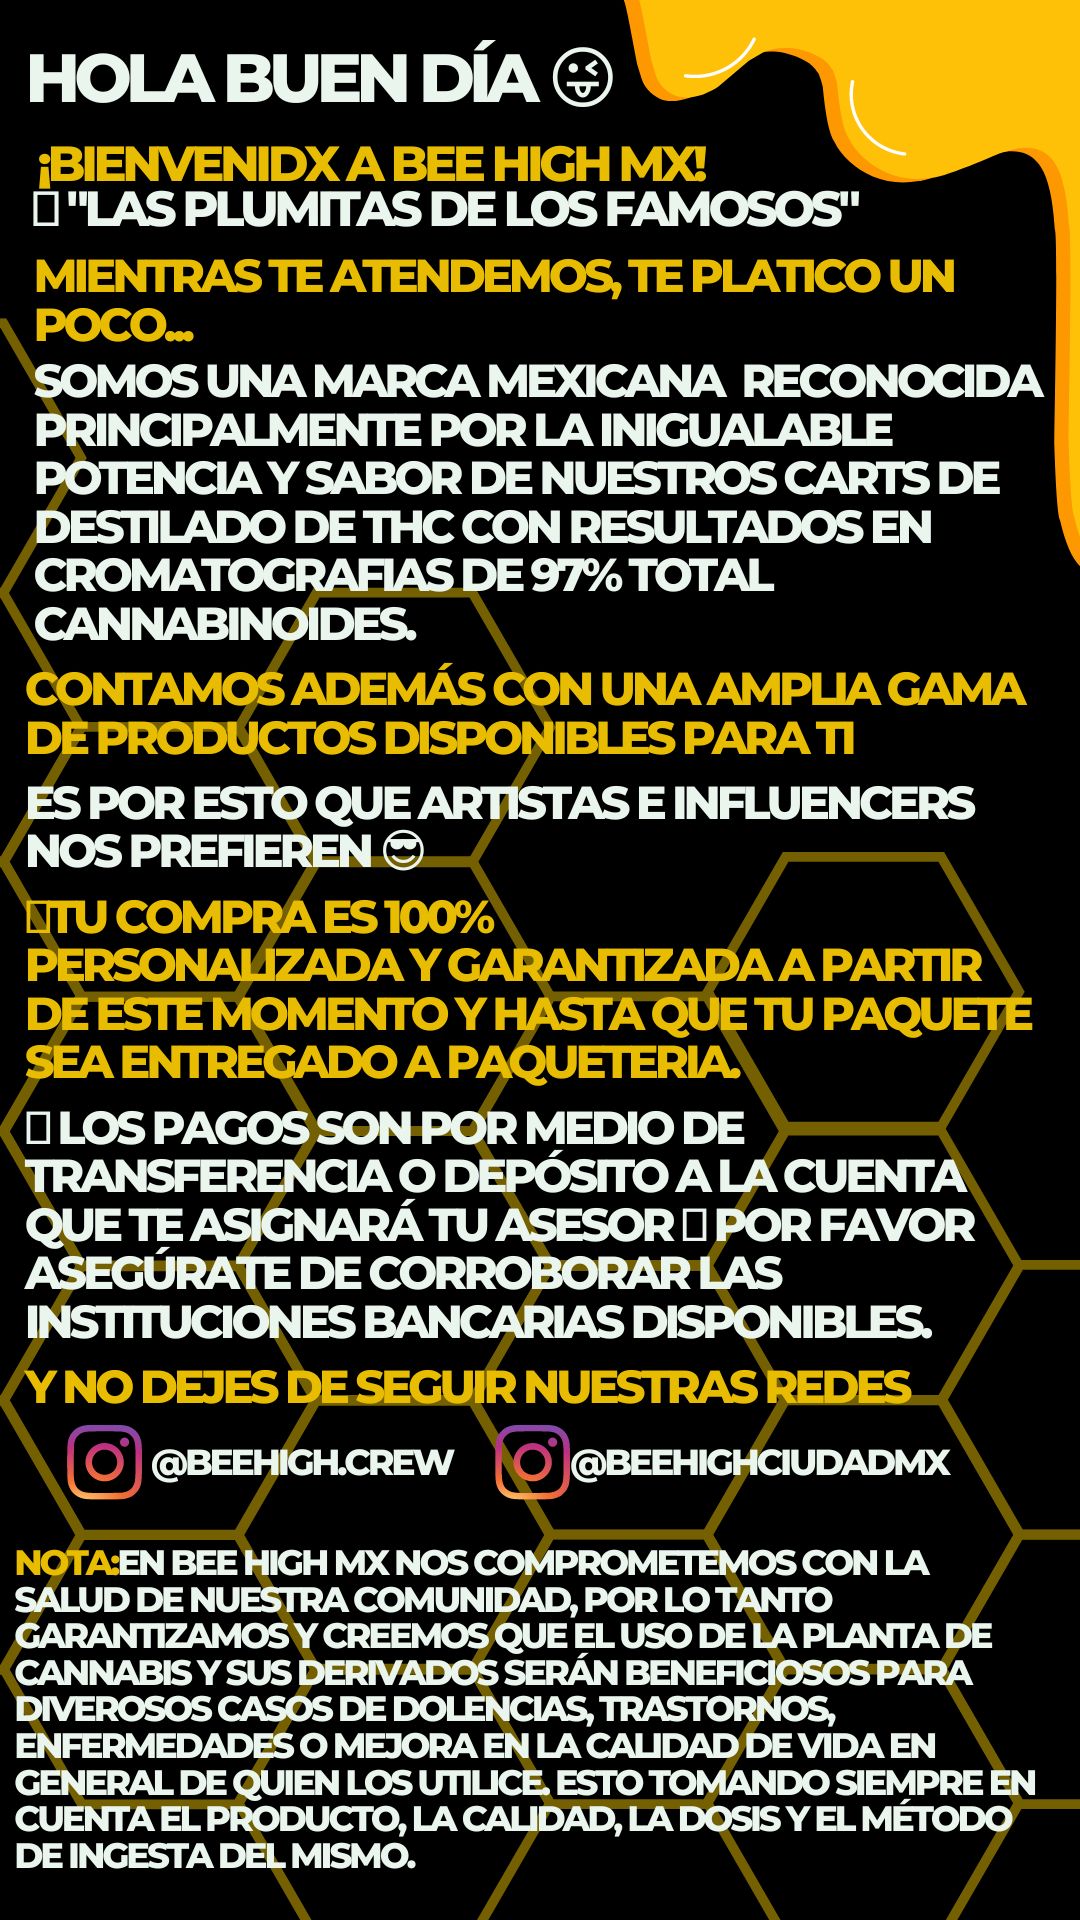 HOLA BUEN DÍA 😜
¡BIENVENIDX A BEE HIGH MX!
"LAS PLUMITAS DE LOS FAMOSOS"
MIENTRAS TE ATENDEMOS, TE PLATICO UN
POCO...
SOMOS UNA MARCA MEXICANA RECONOCIDA
PRINCIPALMENTE POR LA INIGUALABLE
POTENCIA Y SABOR DE NUESTROS CARTS DE
DESTILADO DE THC CON RESULTADOS EN
CROMATOGRAFIAS DE 97% TOTAL
CANNABINOIDES.
CONTAMOS ADEMÁS CON UNA AMPLIA GAMA
DE PRODUCTOS DISPONIBLES PARA TI
ES POR ESTO QUE ARTISTAS E INFLUENCERS
NOS PREFIEREN 😎
TU COMPRA ES 100%
PERSONALIZADA Y GARANTIZADA A PARTIR
DE ESTE MOMENTO Y HASTA QUE TU PAQUETE
SEA ENTREGADO A PAQUETERIA.
LOS PAGOS SON POR MEDIO DE
TRANSFERENCIA O DEPÓSITO A LA CUENTA
QUE TE ASIGNARÁ TU ASESOR POR FAVOR
ASEGÚRATE DE CORROBORAR LAS
INSTITUCIONES BANCARIAS DISPONIBLES.
Y NO DEJES DE SEGUIR NUESTRAS REDES
@BEEHIGH.CREW @BEEHIGHCIUDADMX
NOTA:EN BEE HIGH MX NOS COMPROMETEMOS CON LA
SALUD DE NUESTRA COMUNIDAD, POR LO TANTO
GARANTIZAMOS Y CREEMOS QUE EL USO DE LA PLANTA DE
CANNABIS Y SUS DERIVADOS SERÁN BENEFICIOSOS PARA
DIVEROSOS CASOS DE DOLENCIAS, TRASTORNOS,
ENFERMEDADES O MEJORA EN LA CALIDAD DE VIDA EN
GENERAL DE QUIEN LOS UTILICE. ESTO TOMANDO SIEMPRE EN
CUENTA EL PRODUCTO, LA CALIDAD, LA DOSIS Y EL MÉTODO
DE INGESTA DEL MISMO.